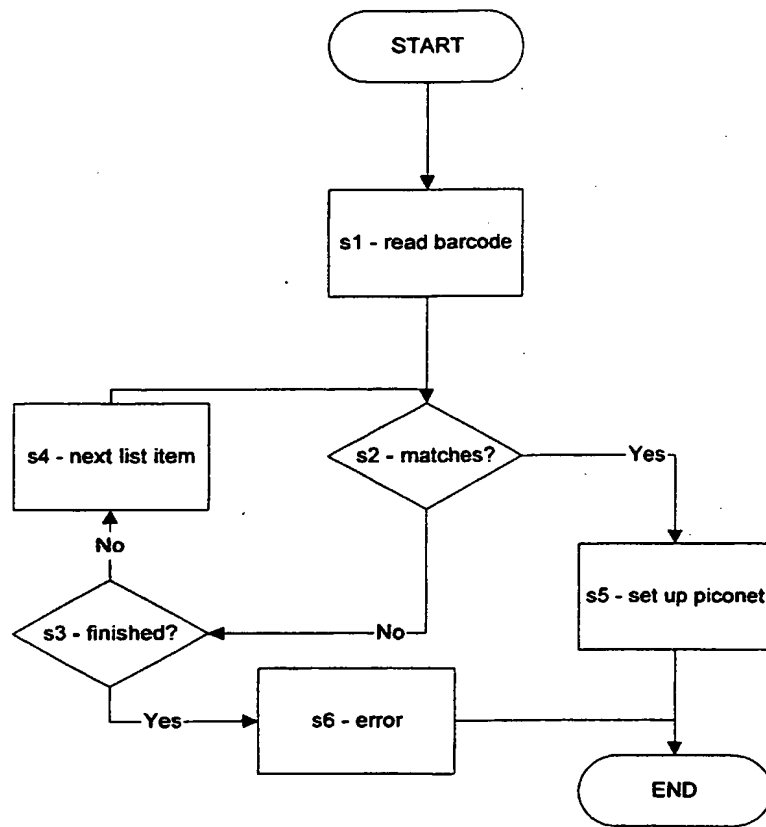 START
s1 - read barcode
s4 - next list item
s2 - matches?
Yes
No
s5 - set up piconet
s3 - finished?
No
Yes
s6 - error
END